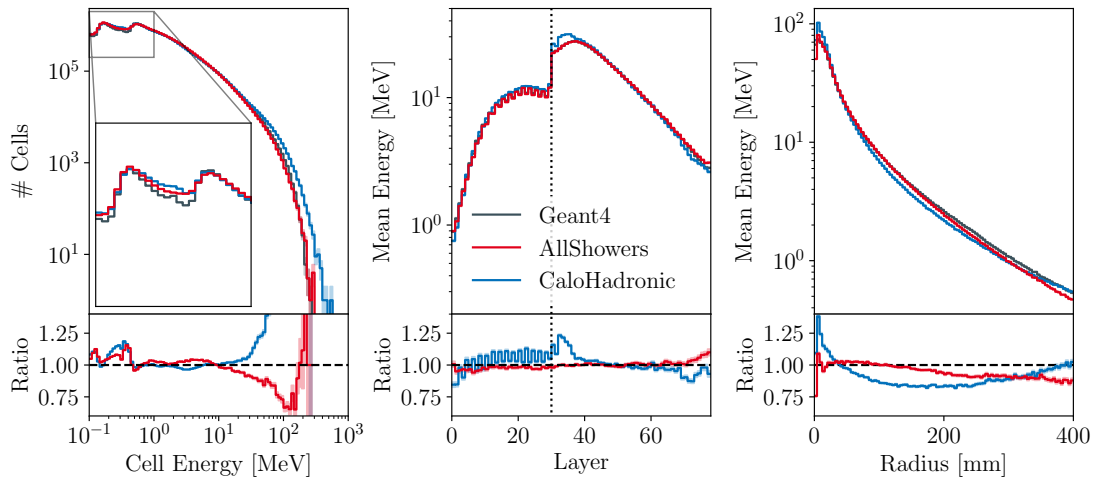 # Cells
10^5
10^3
10^1
Ratio
1.25
1.00
0.75
10^-1 10^0 10^1 10^2 10^3
Cell Energy [MeV]
Mean Energy [MeV]
10^1
10^0
Geant4
AllShowers
CaloHadronic
Ratio
1.25
1.00
0.75
0 20 40 60
Layer
Mean Energy [MeV]
10^2
10^1
10^0
Ratio
1.25
1.00
0.75
0 200 400
Radius [mm]